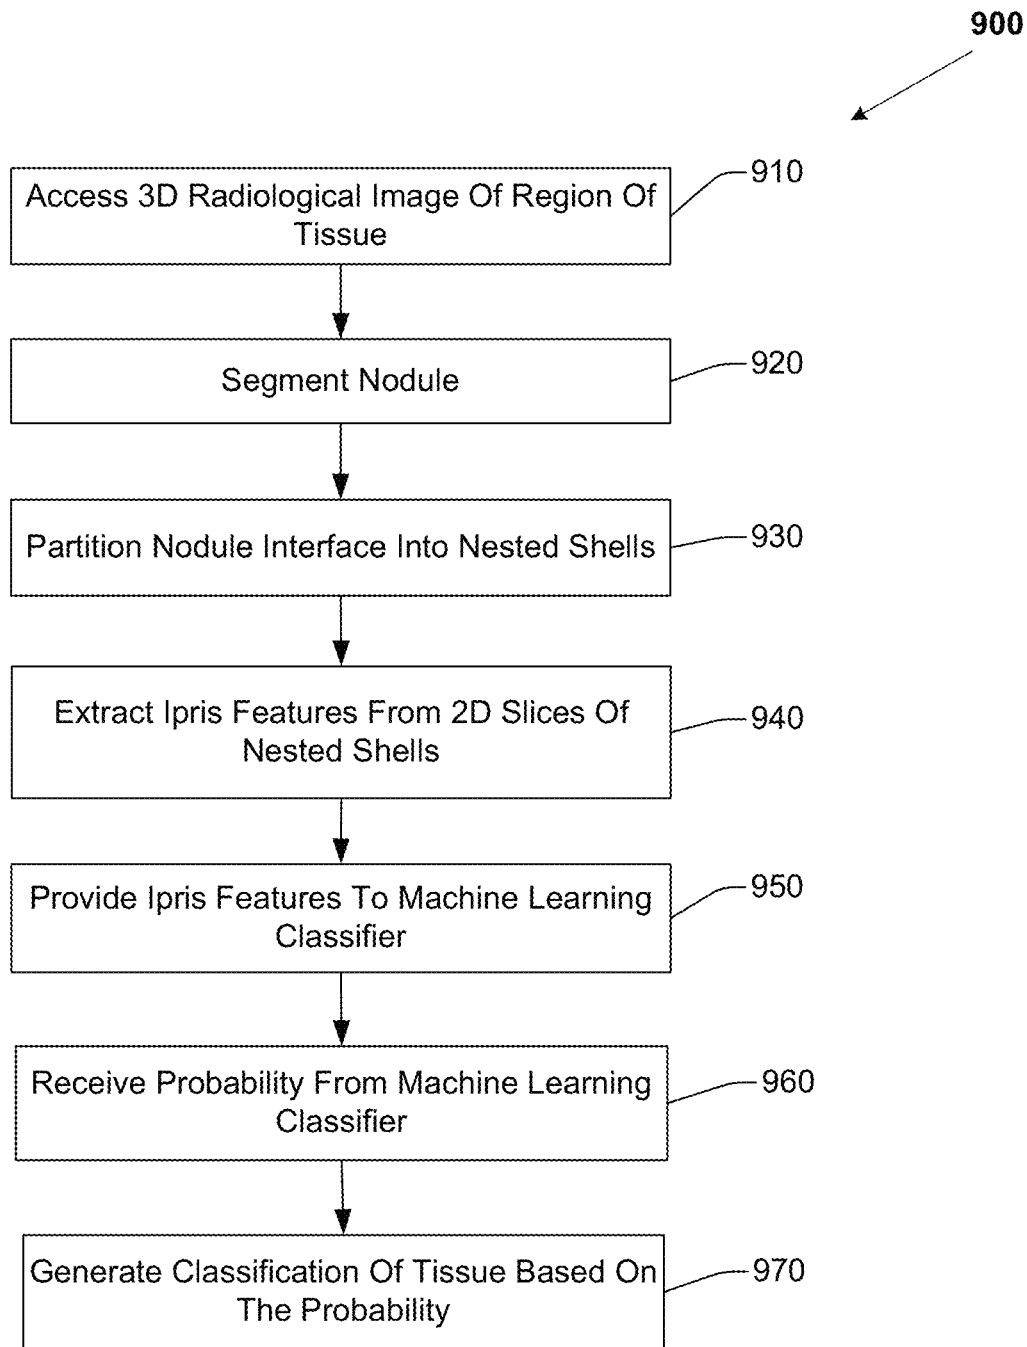 900
Access 3D Radiological Image Of Region Of
Tissue
910
Segment Nodule
920
Partition Nodule Interface Into Nested Shells
930
Extract Ipris Features From 2D Slices Of
Nested Shells
940
Provide Ipris Features To Machine Learning
Classifier
950
Receive Probability From Machine Learning
Classifier
960
Generate Classification Of Tissue Based On
The Probability
970